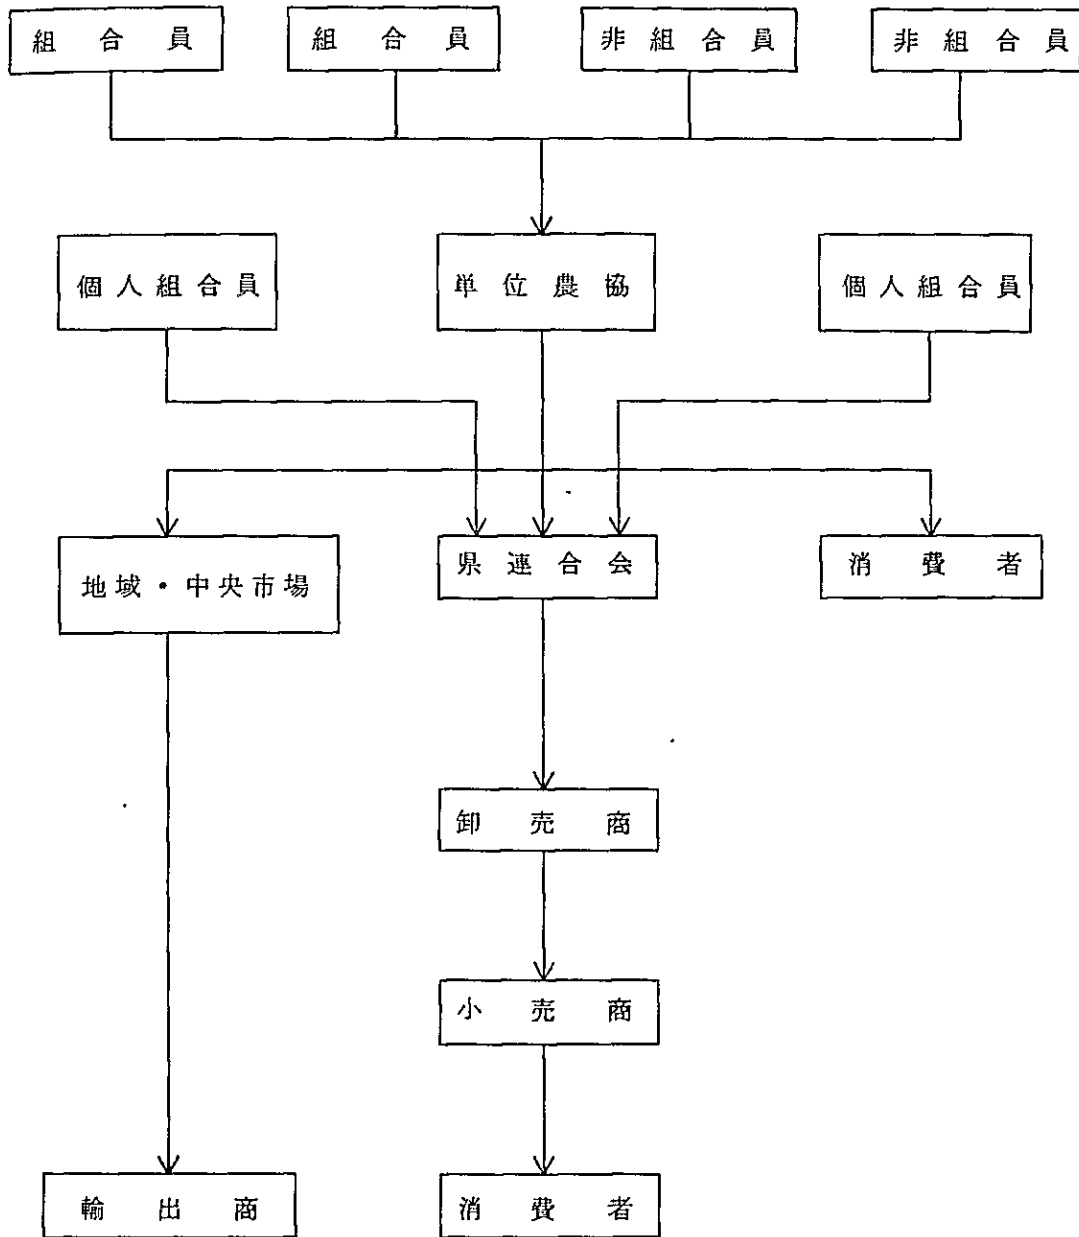 組合員 組合員 非組合員 非組合員
個人組合員 単位農協 個人組合員
地域・中央市場 県連合会 消費者
卸売商
小売商
輸出商 消費者